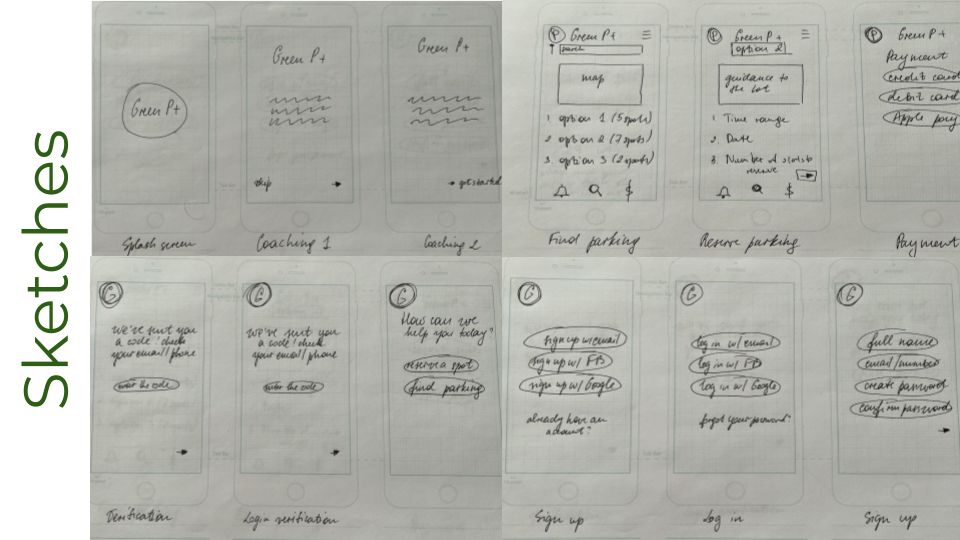 Sketches
Green P+
Splash screen
Green P+
skip
Coaching 1
Green P+
get started
Coaching 2
P Green P+
search
map
1. option 1 (5 spots)
2. option 2 (7 spots)
3. option 3 (2 spots)
$
Find parking
P Green P+
option 2
guidance to
the lot
1. Time range
2. Date
3. Number of slots to
reserve
$
Reserve parking
P Green P+
Payment
credit card
debit card
Apple pay
Payment
G
we've sent you
a code! check
your email/phone
enter the code
Verification
G
we've sent you
a code! check
your email/phone
enter the code
Login verification
G
How can we
help you today?
reserve a spot
find parking
G
sign up w/email
sign up w/ FB
sign up w/ Google
already have an
account?
Sign up
G
log in w/ email
log in w/ FB
log in w/ Google
forgot your password?
Log in
G
full name
email/number
create password
confirm password
Sign up